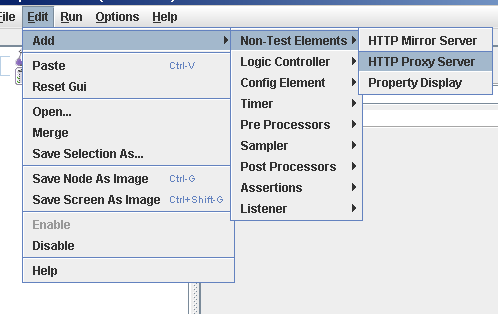 File Edit Run Options Help
Add
Paste Ctrl-V
Reset Gui
Open...
Merge
Save Selection As...
Save Node As Image Ctrl-G
Save Screen As Image Ctrl+Shift-G
Enable
Disable
Help
Non-Test Elements
Logic Controller
Config Element
Timer
Pre Processors
Sampler
Post Processors
Assertions
Listener
HTTP Mirror Server
HTTP Proxy Server
Property Display